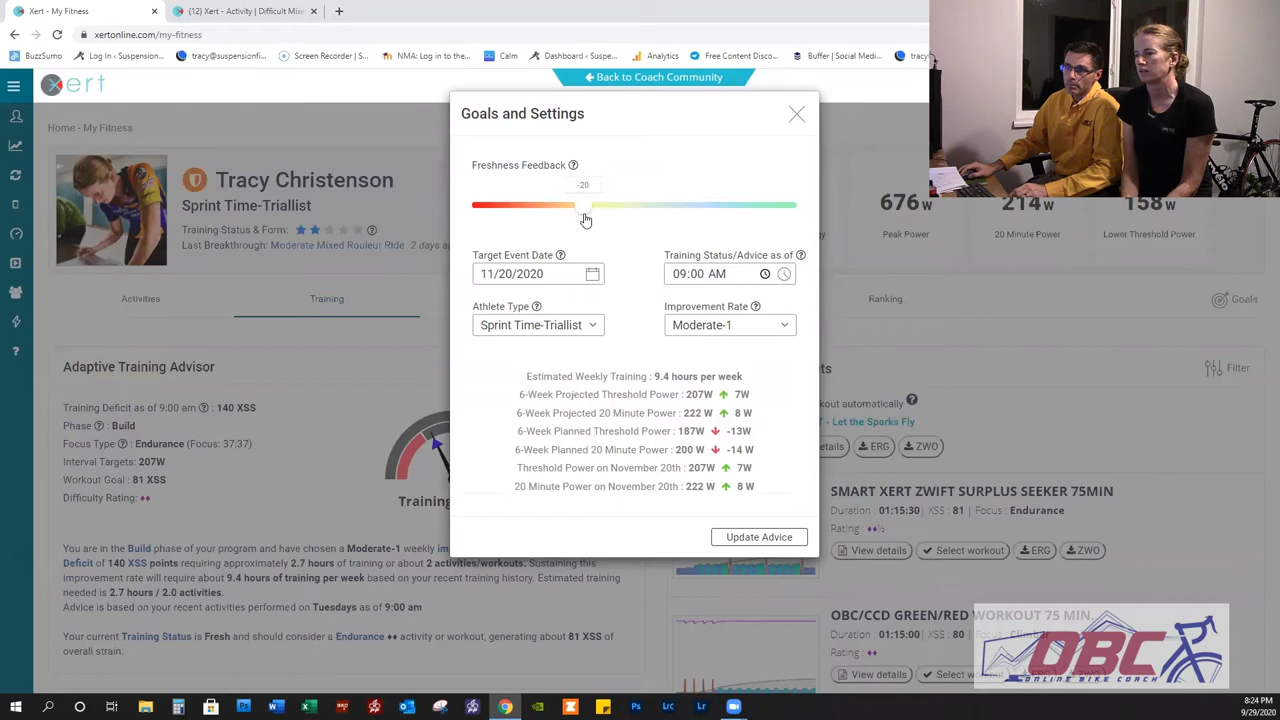 Xert - My Fitness
(12) Xert - Activity | Difficult Mixe
xertonline.com/my-fitness
BuzzSumo
Log In ‹ Suspension...
tracy@suspensionfi...
Screen Recorder | S...
NMA: Log in to the...
Calm
Dashboard ‹ Suspe...
Analytics
Free Content Disco...
Buffer | Social Medi...
Xert
Back to Coach Community
Home - My Fitness
Goals and Settings
Tracy Christenson
Sprint Time-Triallist
Training Status & Form:
Last Breakthrough: Moderate Mixed Rouleur Ride 2 days
Freshness Feedback
-20
676w
Peak Power
214w
20 Minute Power
158w
Lower Threshold Power
Target Event Date
Training Status/Advice as of
11/20/2020
09:00 AM
Athlete Type
Improvement Rate
Sprint Time-Triallist
Moderate-1
Activities
Training
Ranking
Goals
Estimated Weekly Training : 9.4 hours per week
6-Week Projected Threshold Power : 207W 7W
6-Week Projected 20 Minute Power : 222 W 8 W
6-Week Planned Threshold Power : 187W -13W
6-Week Planned 20 Minute Power : 200 W -14 W
Threshold Power on November 20th : 207W 7W
20 Minute Power on November 20th : 222 W 8 W
Update Advice
Adaptive Training Advisor
Training Deficit as of 9:00 am : 140 XSS
Phase : Build
Focus Type : Endurance (Focus: 37:37)
Interval Targets: 207W
Workout Goal : 81 XSS
Difficulty Rating:
Training
You are in the Build phase of your program and have chosen a Moderate-1 weekly
Deficit of 140 XSS points requiring approximately 2.7 hours of training or about 2 activities/workouts. Sustaining this
improvement rate will require about 9.4 hours of training per week based on your recent training history. Estimated training
needed is 2.7 hours / 2.0 activities.
Advice is based on your recent activities performed on Tuesdays as of 9:00 am
Your current Training Status is Fresh and should consider a Endurance activity or workout, generating about 81 XSS of
overall strain.
Filter
automatically
- Let the Sparks Fly
ERG
ZWO
SMART XERT ZWIFT SURPLUS SEEKER 75MIN
Duration : 01:15:30 | XSS : 81 | Focus : Endurance
Rating :
View details
Select workout
ERG
ZWO
OBC/CCD GREEN/RED WORKOUT 75 MIN
Duration : 01:15:00 | XSS : 80 | Focus :
Rating :
View details
Select workout
OBC
ONLINE BIKE COACH
8:24 PM
9/29/2020